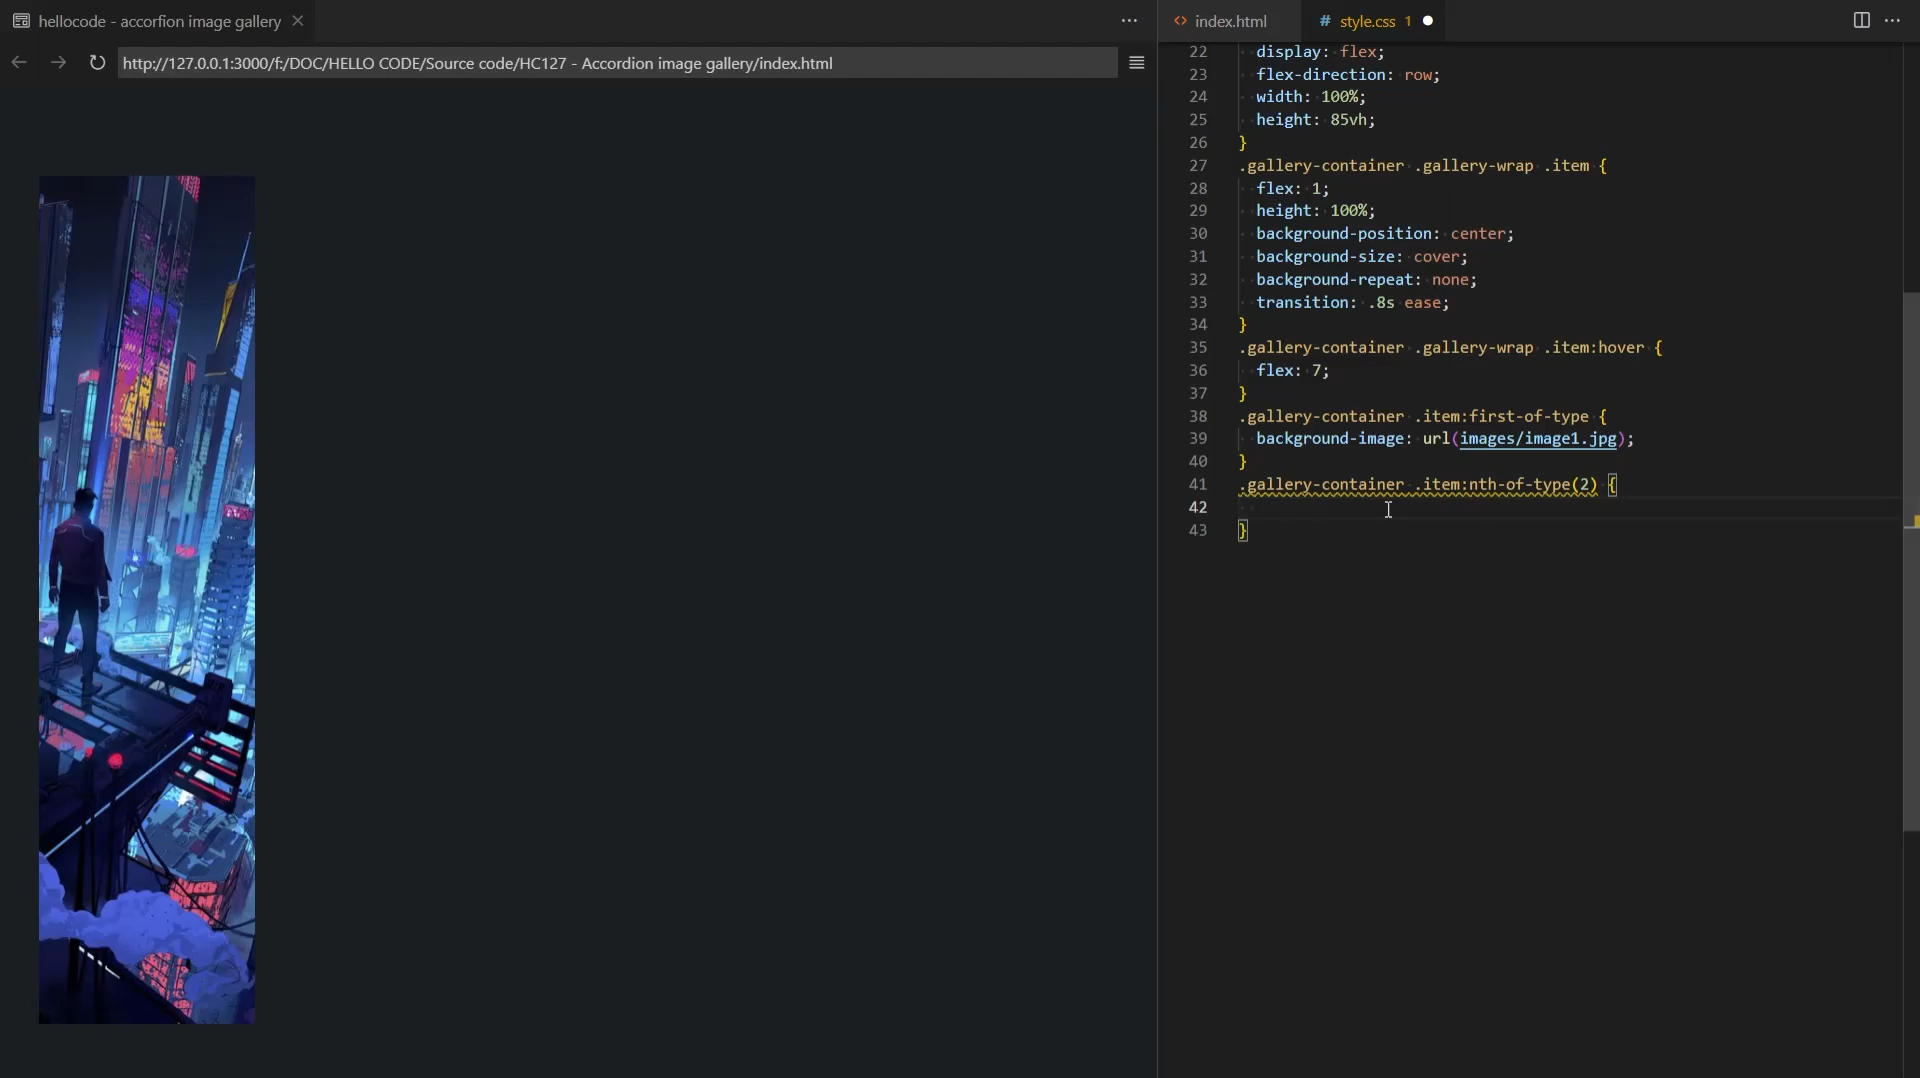 hellocode - accorfion image gallery
http://127.0.0.1:3000/f:/DOC/HELLO CODE/Source code/HC127 - Accordion image gallery/index.html
index.html
# style.css 1
22 display: flex;
23 flex-direction: row;
24 width: 100%;
25 height: 85vh;
26 }
27 .gallery-container .gallery-wrap .item {
28 flex: 1;
29 height: 100%;
30 background-position: center;
31 background-size: cover;
32 background-repeat: none;
33 transition: .8s ease;
34 }
35 .gallery-container .gallery-wrap .item:hover {
36 flex: 7;
37 }
38 .gallery-container .item:first-of-type {
39 background-image: url(images/image1.jpg);
40 }
41 .gallery-container .item:nth-of-type(2) {
42
43 }